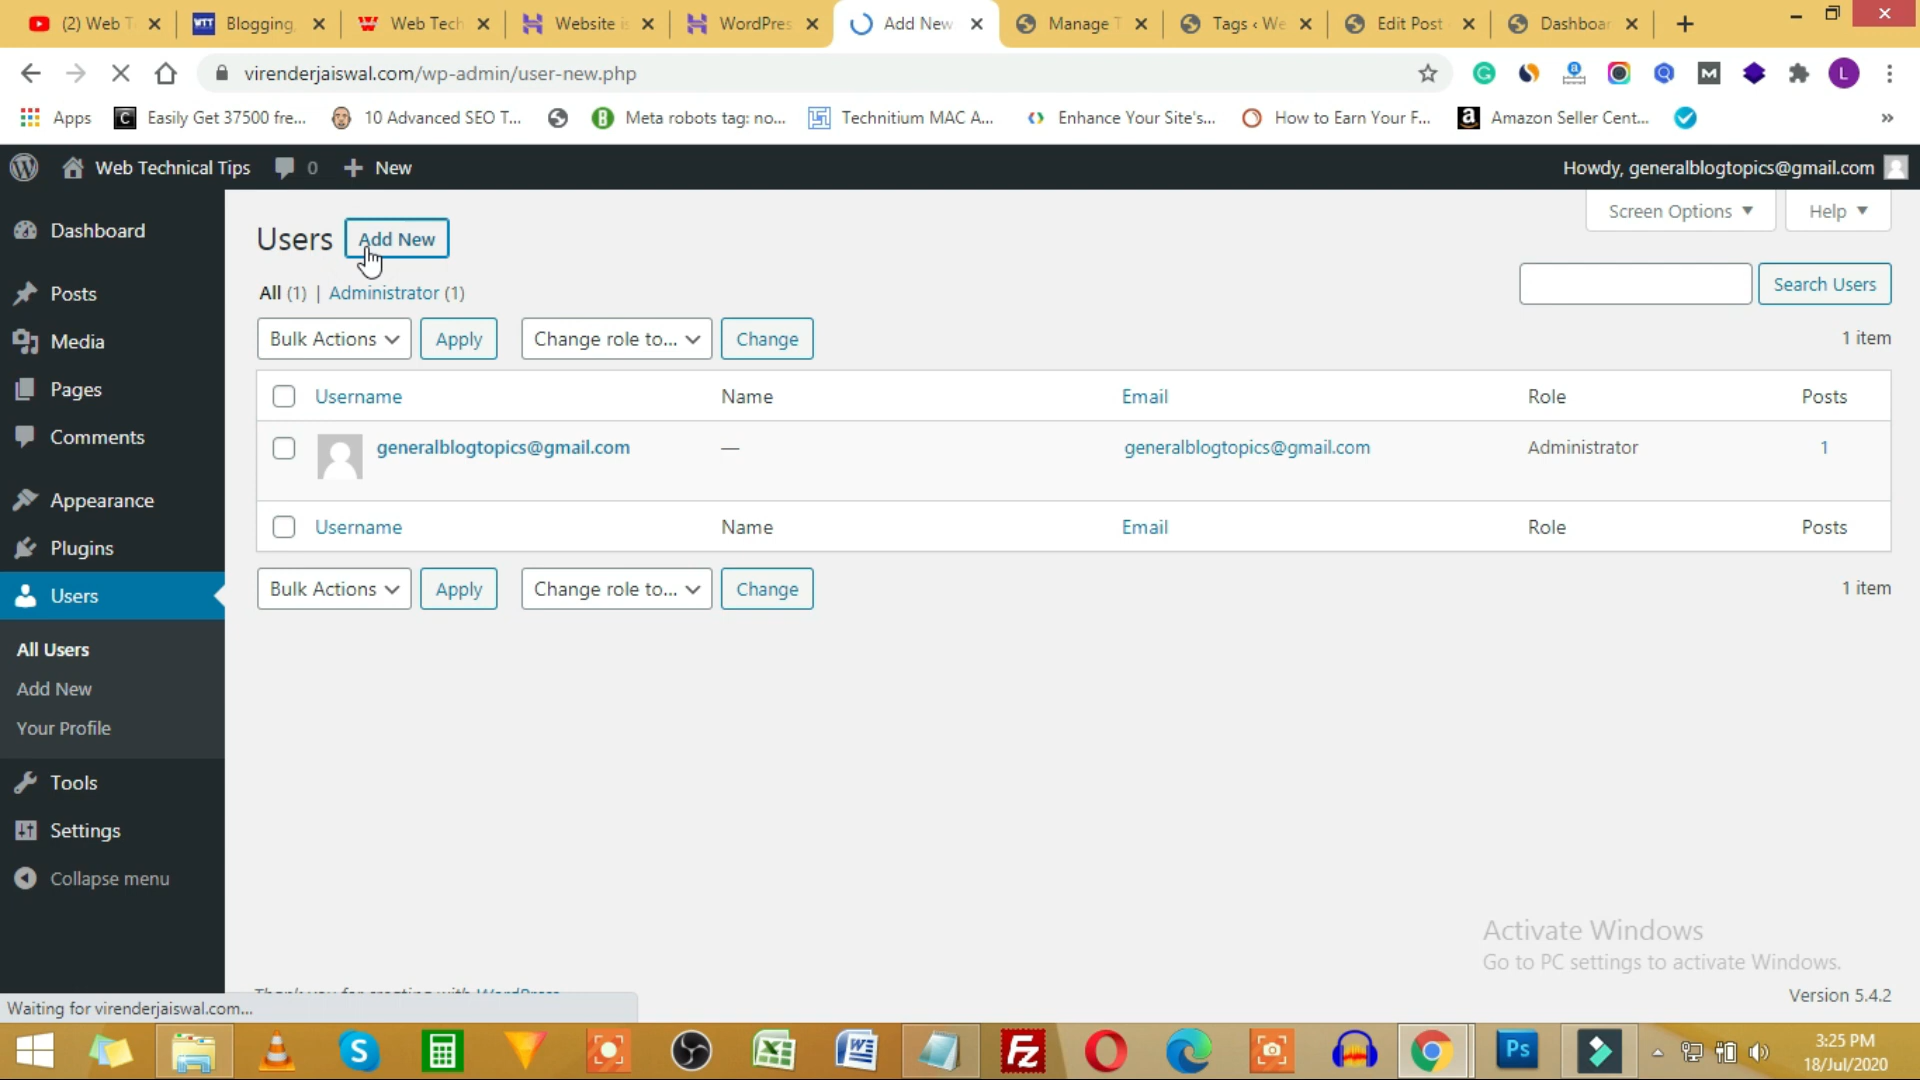 (2) Web T
Blogging,
Web Tech
Website is
WordPres
Add New
Manage T
Tags ‹ We
Edit Post
Dashboar
virenderjaiswal.com/wp-admin/user-new.php
Apps
Easily Get 37500 fre...
10 Advanced SEO T...
Meta robots tag: no...
Technitium MAC A...
Enhance Your Site's...
How to Earn Your F...
Amazon Seller Cent...
»
Web Technical Tips
0
New
Howdy, generalblogtopics@gmail.com
Dashboard
Posts
Media
Pages
Comments
Appearance
Plugins
Users
All Users
Add New
Your Profile
Tools
Settings
Collapse menu
Screen Options
Help
Users
Add New
All (1) | Administrator (1)
Search Users
Bulk Actions
Apply
Change role to...
Change
1 item
Username
Name
Email
Role
Posts
generalblogtopics@gmail.com
—
generalblogtopics@gmail.com
Administrator
1
Username
Name
Email
Role
Posts
Bulk Actions
Apply
Change role to...
Change
1 item
Activate Windows
Go to PC settings to activate Windows.
Version 5.4.2
Waiting for virenderjaiswal.com...
3:25 PM
18/Jul/2020